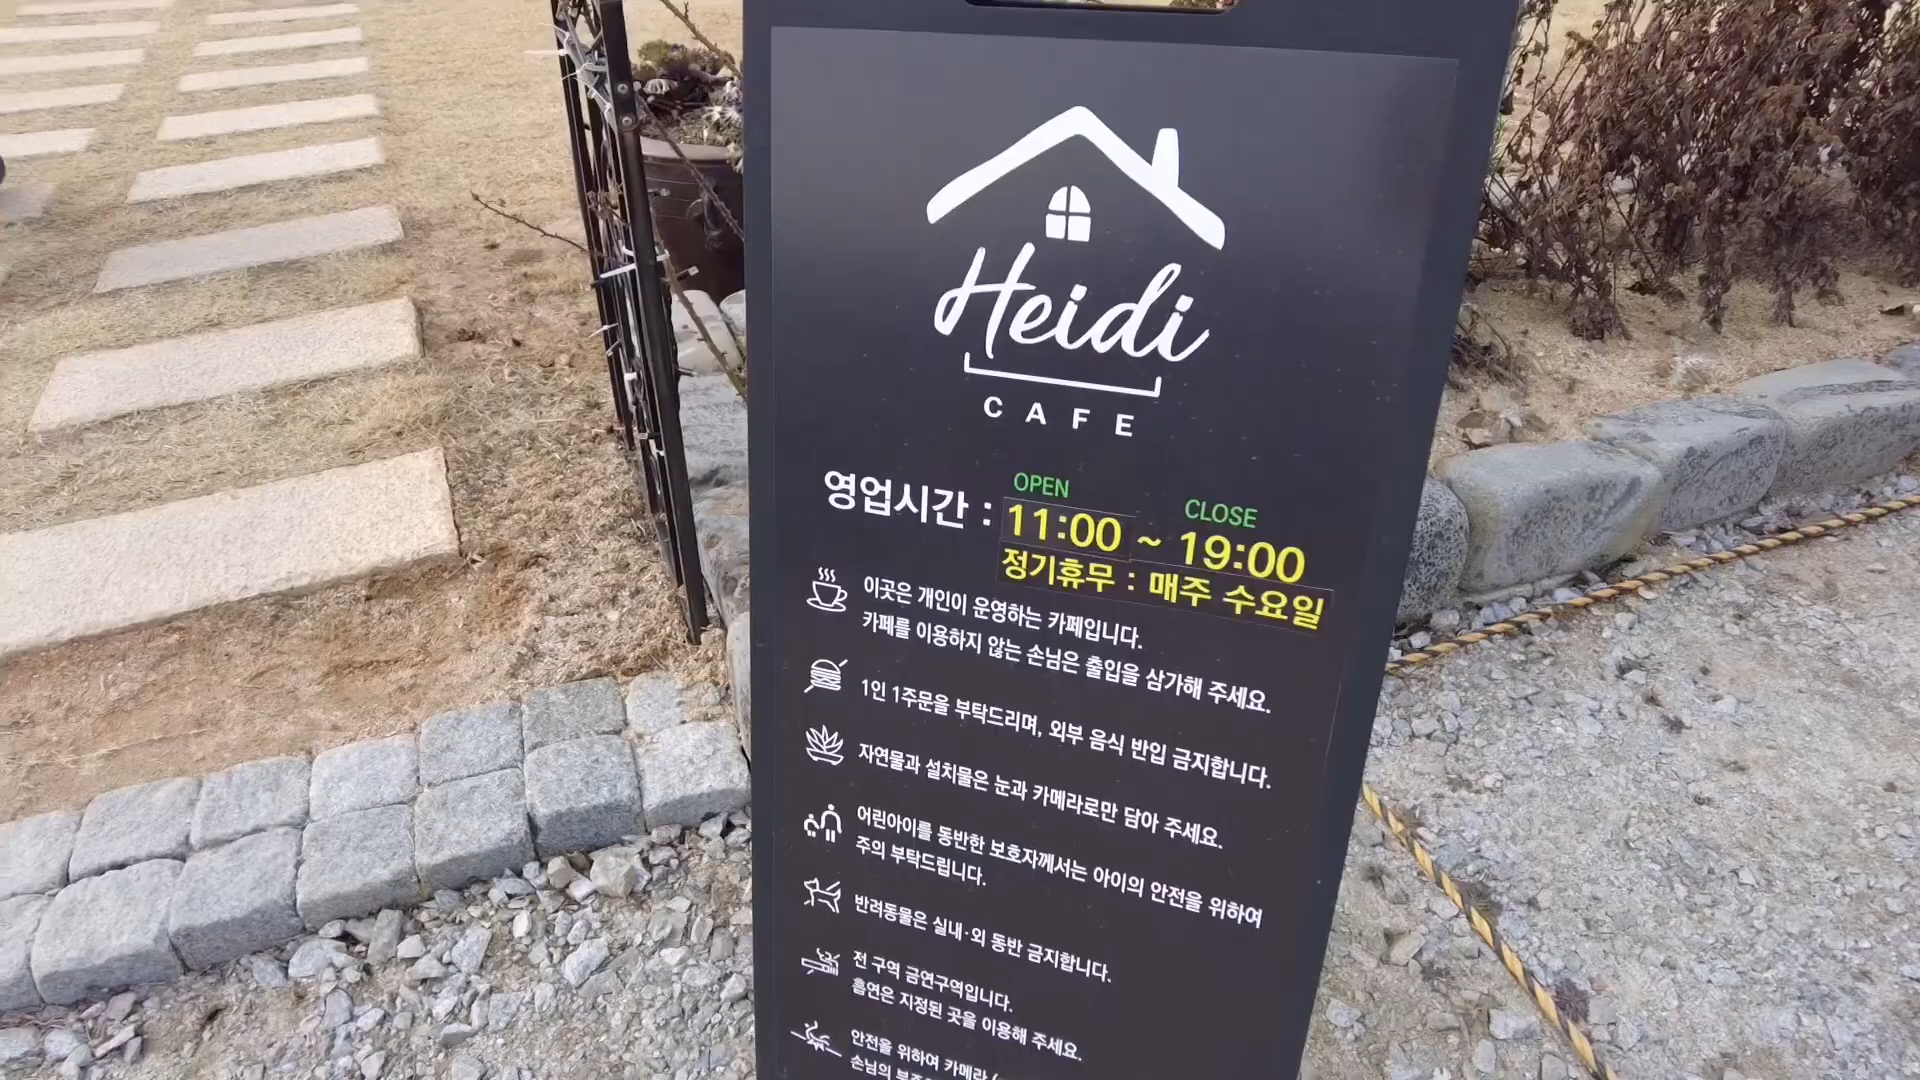 Heidi
CAFE
OPEN CLOSE
영업시간 : 11:00 ~ 19:00
정기휴무 : 매주 수요일
이곳은 개인이 운영하는 카페입니다.
카페를 이용하지 않는 손님은 출입을 삼가해 주세요.
1인 1주문을 부탁드리며, 외부 음식 반입 금지합니다.
자연물과 설치물은 눈과 카메라로만 담아 주세요.
어린아이를 동반한 보호자께서는 아이의 안전을 위하여
주의 부탁드립니다.
반려동물은 실내·외 동반 금지합니다.
전 구역 금연구역입니다.
흡연은 지정된 곳을 이용해 주세요.
안전을 위하여 카메라
손님의